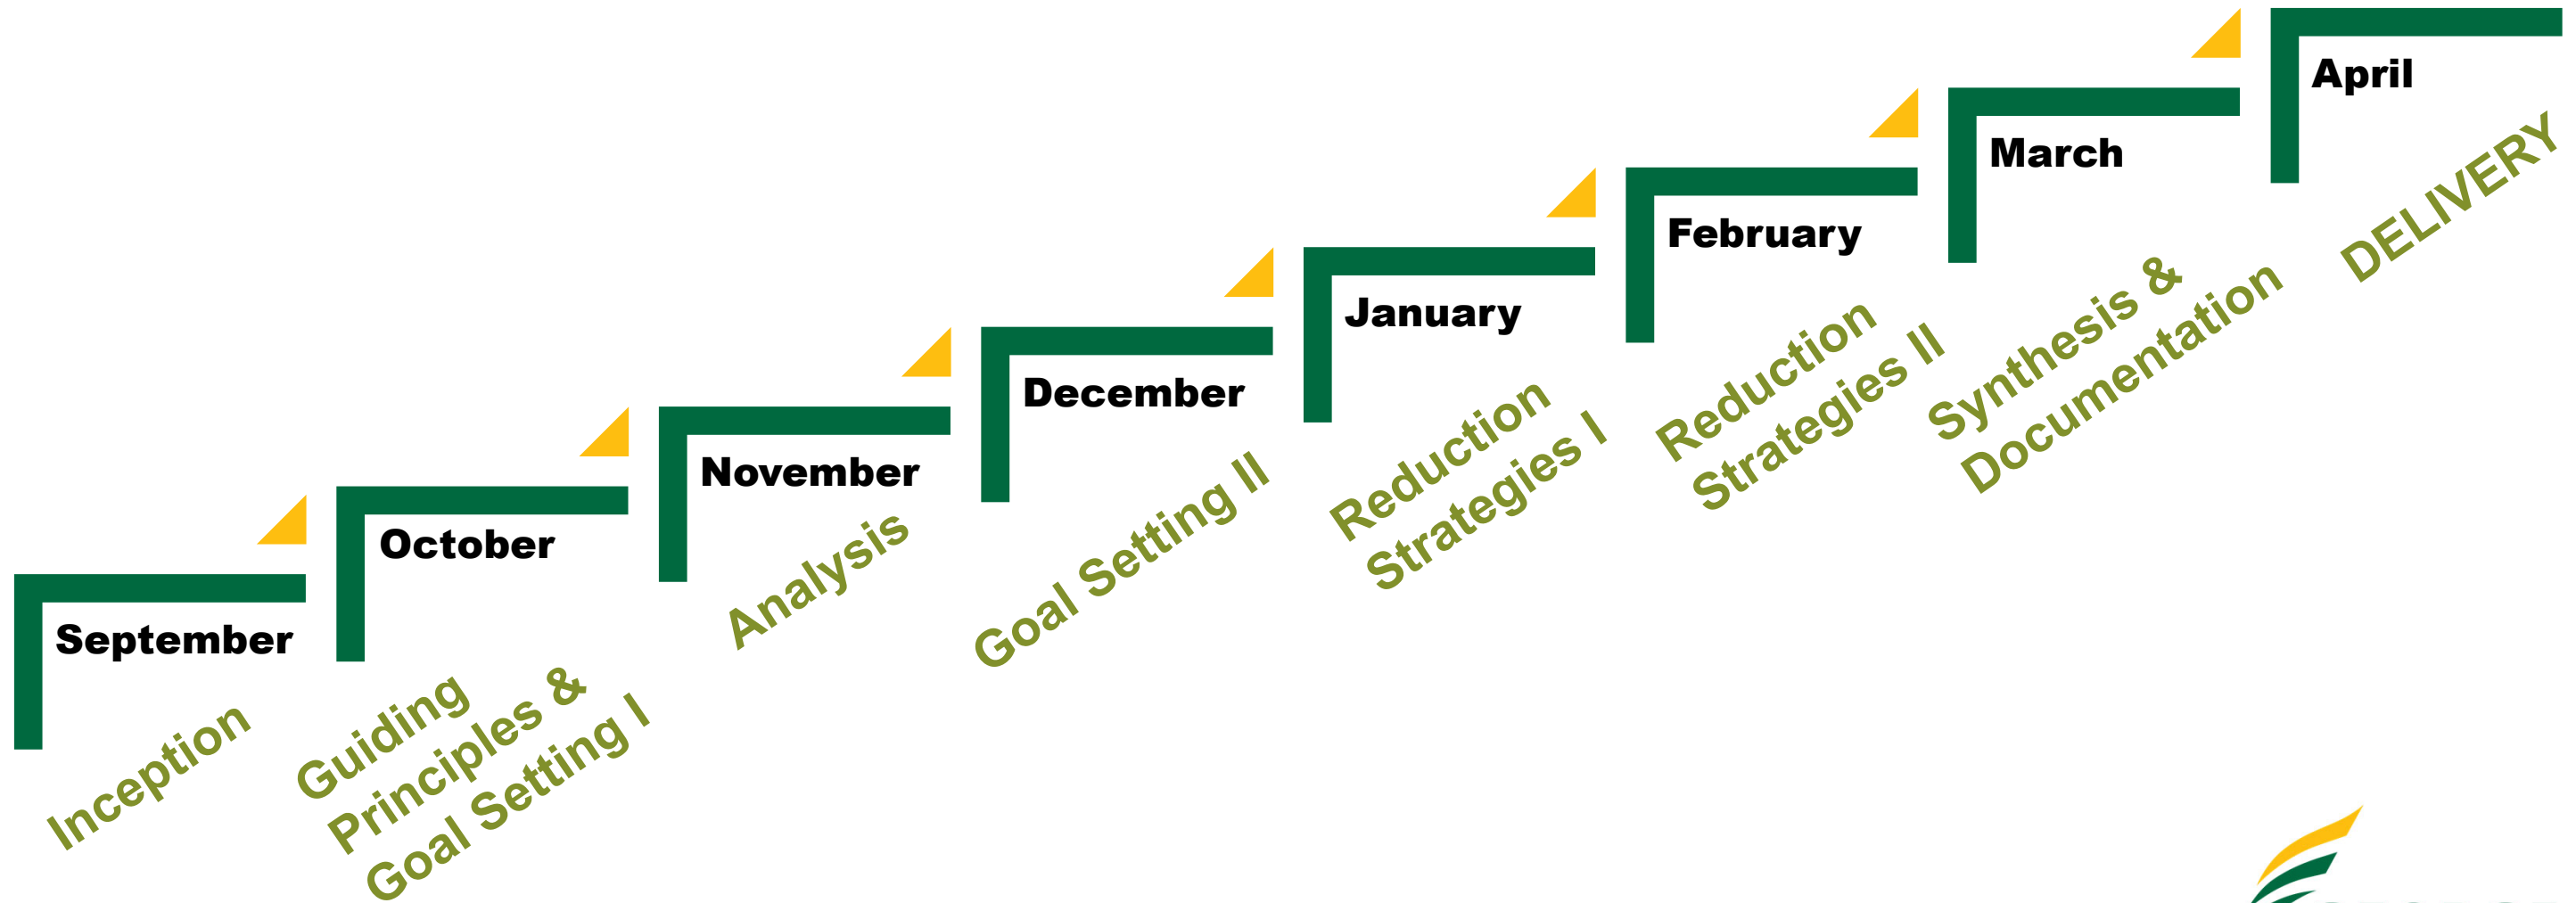 September
Inception
October
Guiding
Principles &
Goal Setting I
November
Analysis
December
Goal Setting II
January
Reduction
Strategies I
February
Reduction
Strategies II
March
Synthesis &
Documentation
April
DELIVERY